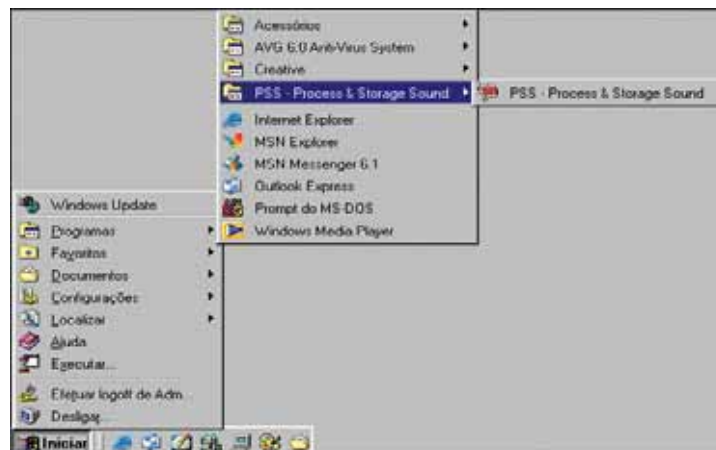 Acessórios
AVG 6.0 Anti-Virus System
Creative
PSS - Process & Storage Sound
PSS - Process & Storage Sound
Internet Explorer
MSN Explorer
MSN Messenger 6.1
Outlook Express
Prompt do MS-DOS
Windows Media Player
Windows Update
Programas
Favoritos
Documentos
Configurações
Localizar
Ajuda
Executar...
Efetuar logoff de Adm
Desligar...
Iniciar